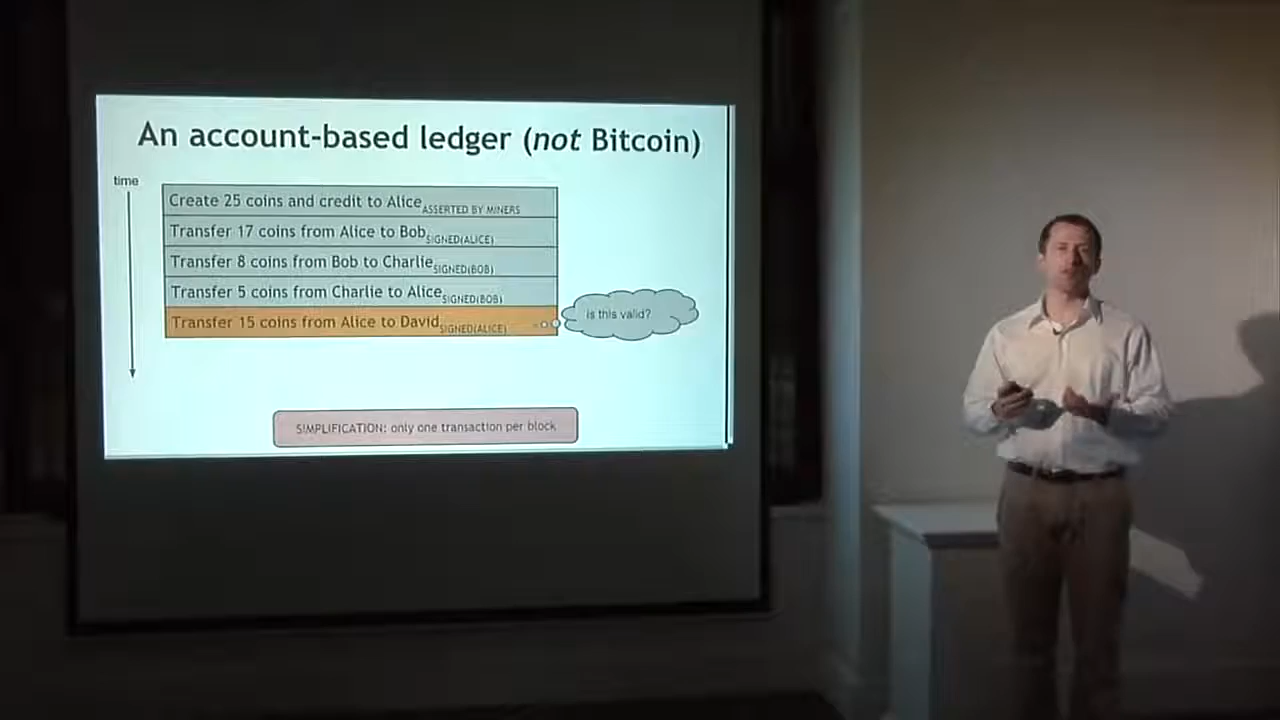 An account-based ledger (not Bitcoin)
time
Create 25 coins and credit to Alice ASSERTED BY MINERS
Transfer 17 coins from Alice to Bob SIGNED(ALICE)
Transfer 8 coins from Bob to Charlie SIGNED(BOB)
Transfer 5 coins from Charlie to Alice SIGNED(BOB)
Transfer 15 coins from Alice to David SIGNED(ALICE)
is this valid?
SIMPLIFICATION: only one transaction per block